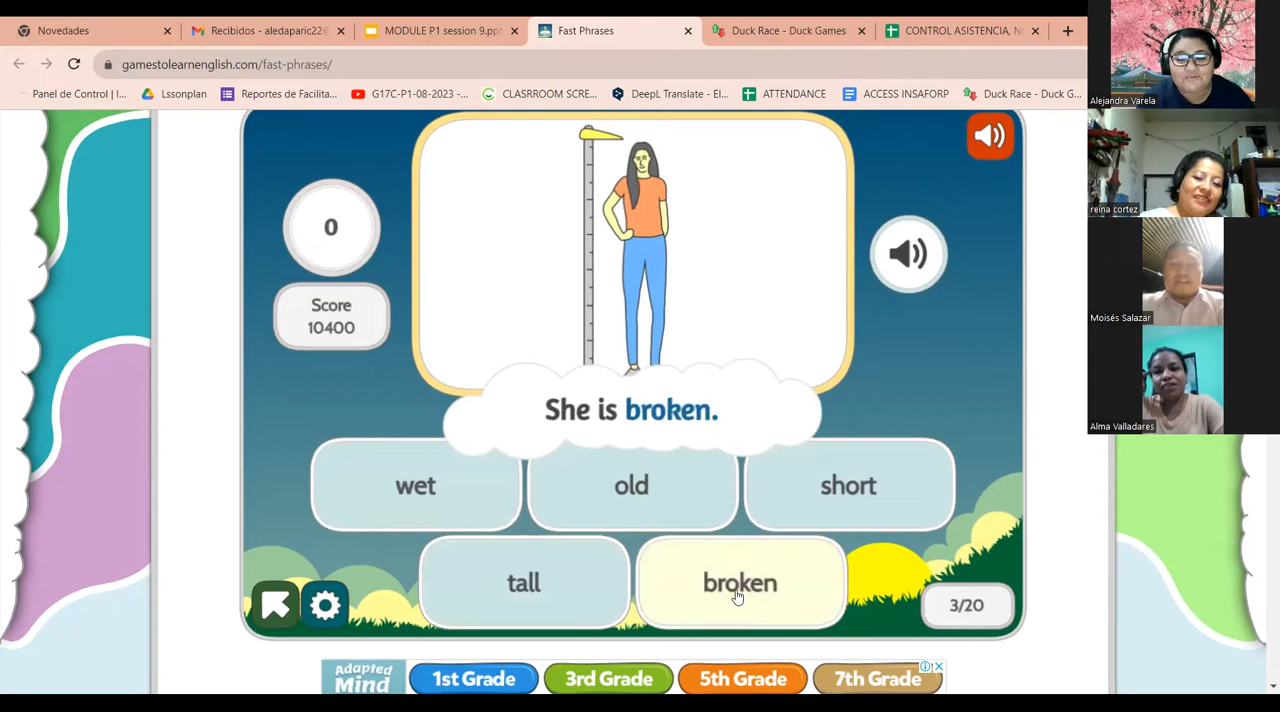 Novedades
Recibidos - aledaparic22@
MODULE P1 session 9.ppt
Fast Phrases
Duck Race - Duck Games
CONTROL ASISTENCIA, N
gamestolearnenglish.com/fast-phrases/
Panel de Control | I...
Lssonplan
Reportes de Facilita...
G17C-P1-08-2023 -...
CLASSROOM SCRE...
DeepL Translate - El...
ATTENDANCE
ACCESS INSAFORP
Duck Race - Duck G...
Alejandra Varela
reina cortez
Moisés Salazar
Alma Valladares
0
Score
10400
She is broken.
wet
old
short
tall
broken
3/20
Adapted
Mind
1st Grade
3rd Grade
5th Grade
7th Grade